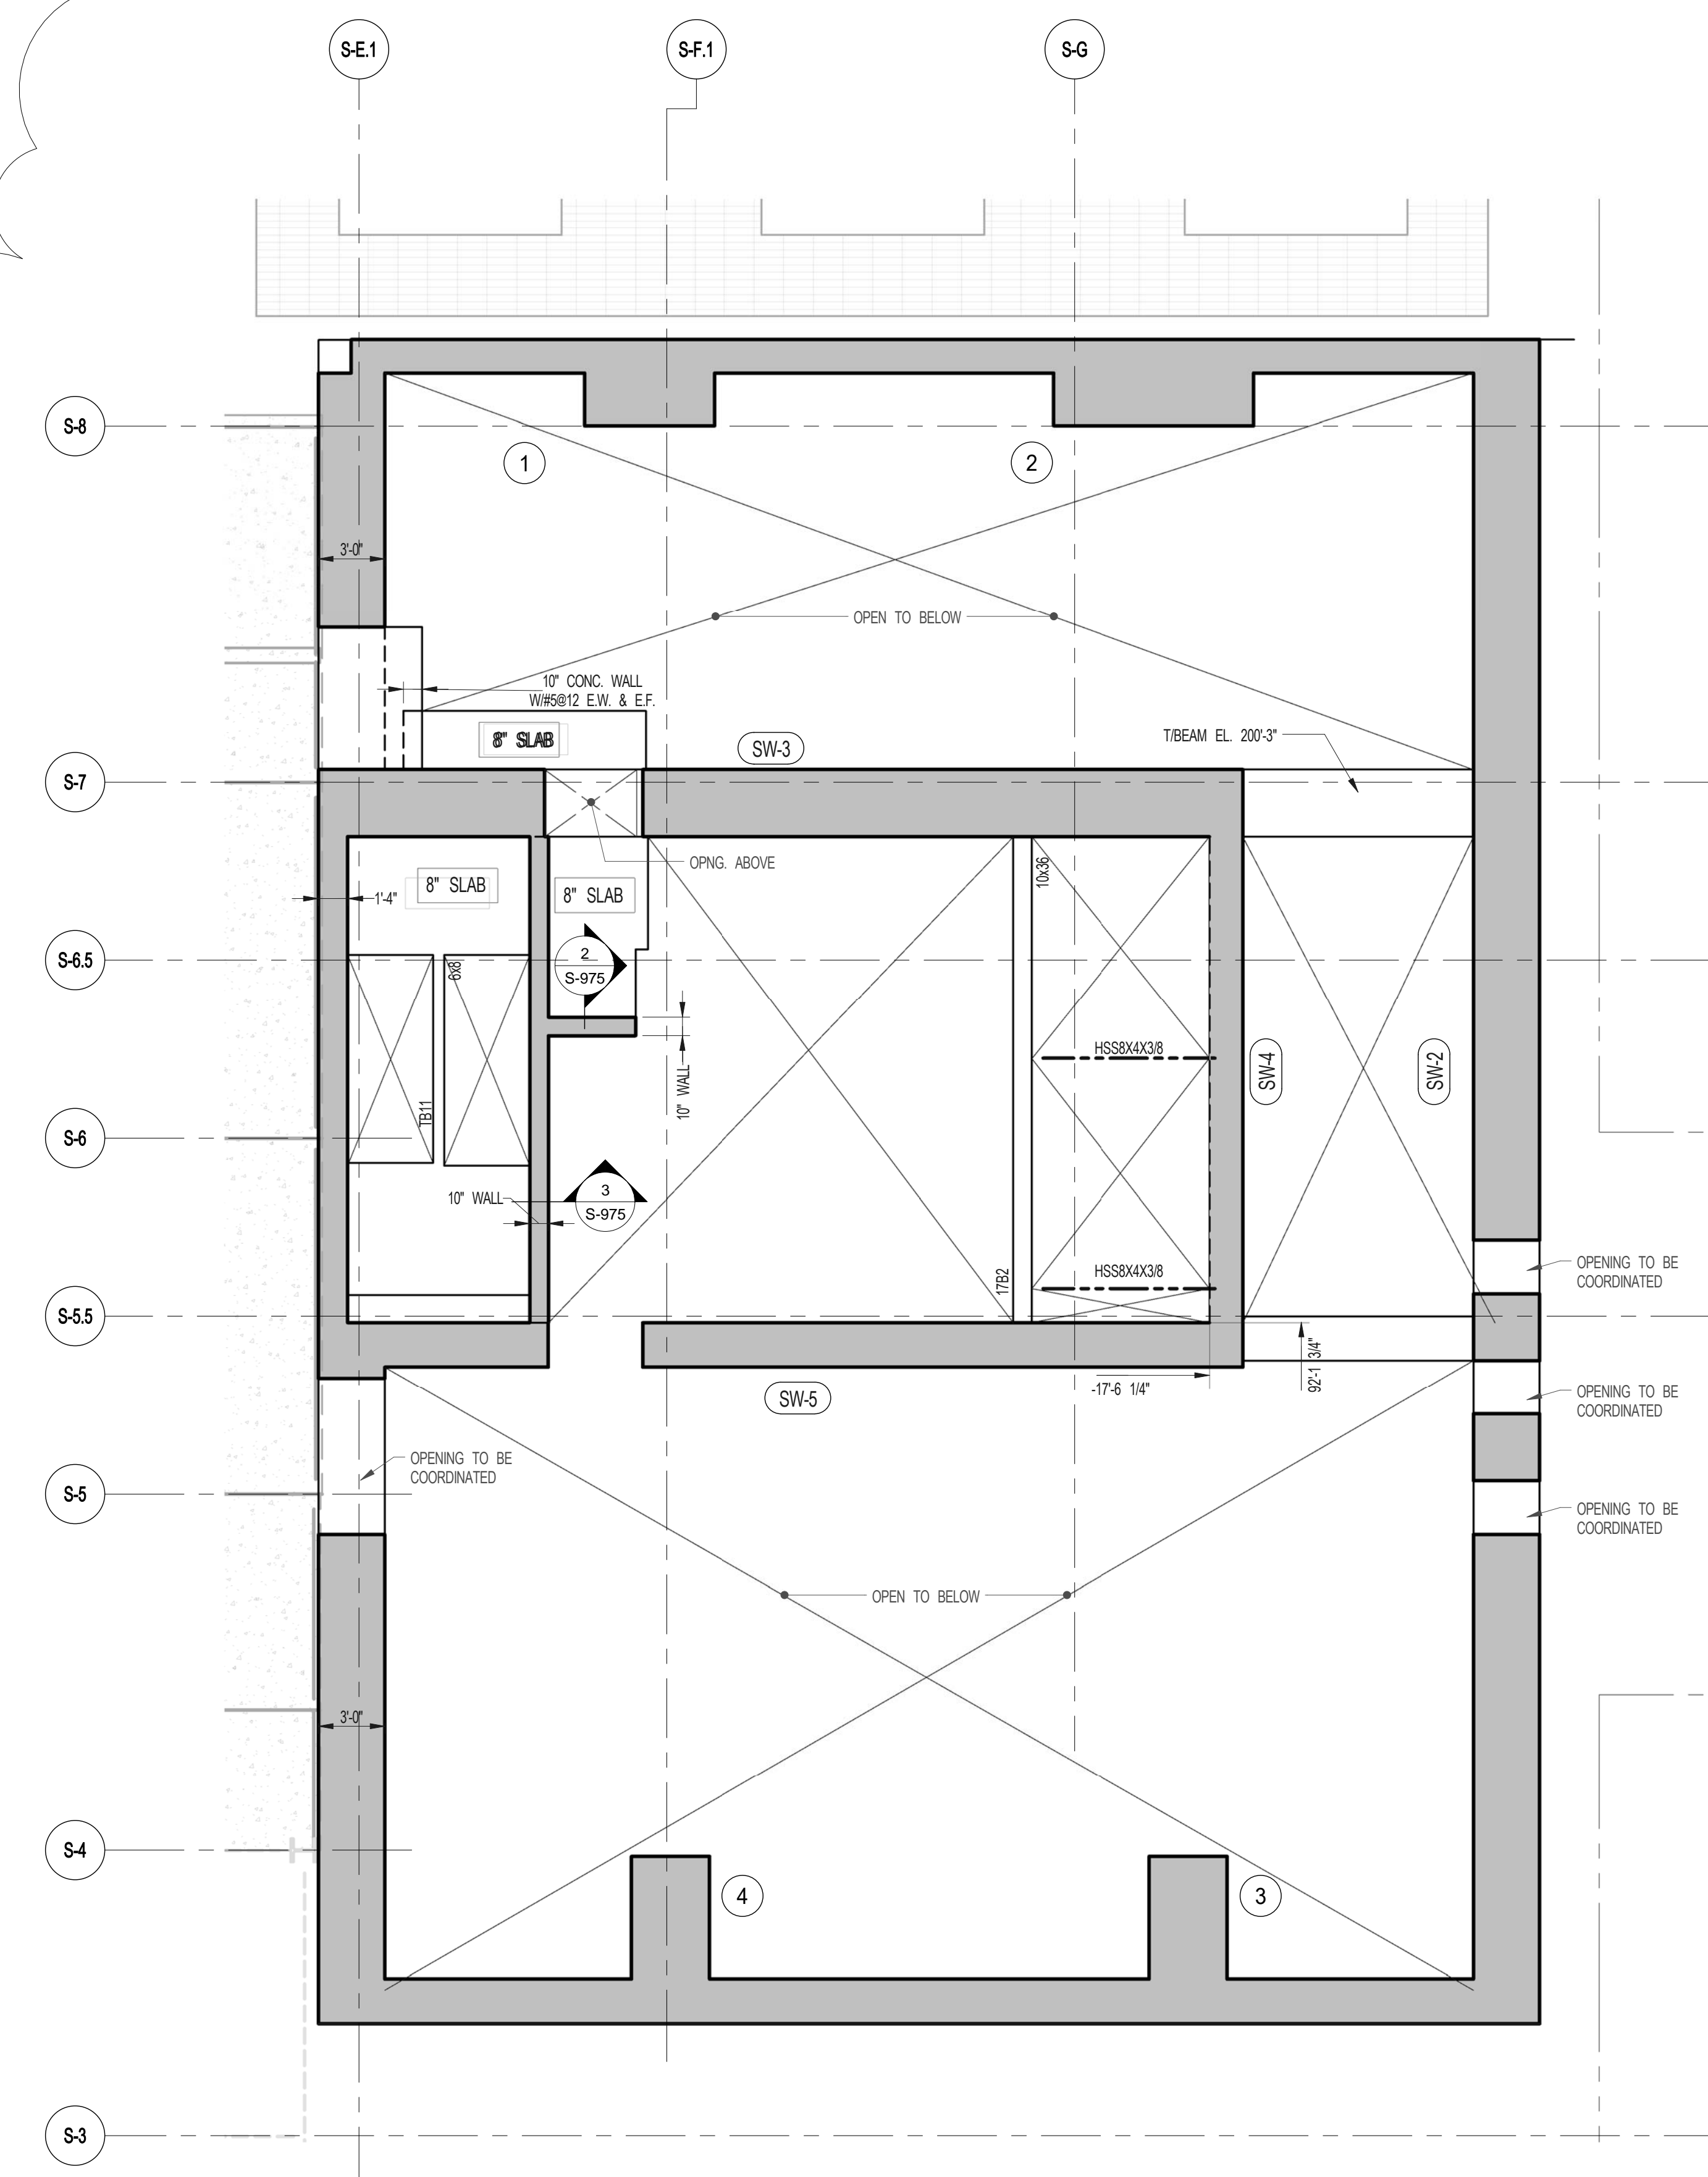 S-E.1
S-F.1
S-G
S-8
1
2
3'-0"
OPEN TO BELOW
10" CONC. WALL
W/#5@12 E.W. & E.F.
8" SLAB
SW-3
T/BEAM EL. 200'-3"
S-7
OPNG. ABOVE
10x36
8" SLAB
8" SLAB
1'-4"
S-6.5
2
S-975
6x8
HSS8X4X3/8
SW-4
SW-2
10" WALL
TB11
S-6
10" WALL
3
S-975
17B2
HSS8X4X3/8
OPENING TO BE
COORDINATED
S-5.5
92'-1 3/4"
-17'-6 1/4"
SW-5
OPENING TO BE
COORDINATED
OPENING TO BE
COORDINATED
S-5
OPENING TO BE
COORDINATED
OPEN TO BELOW
3'-0"
S-4
4
3
S-3